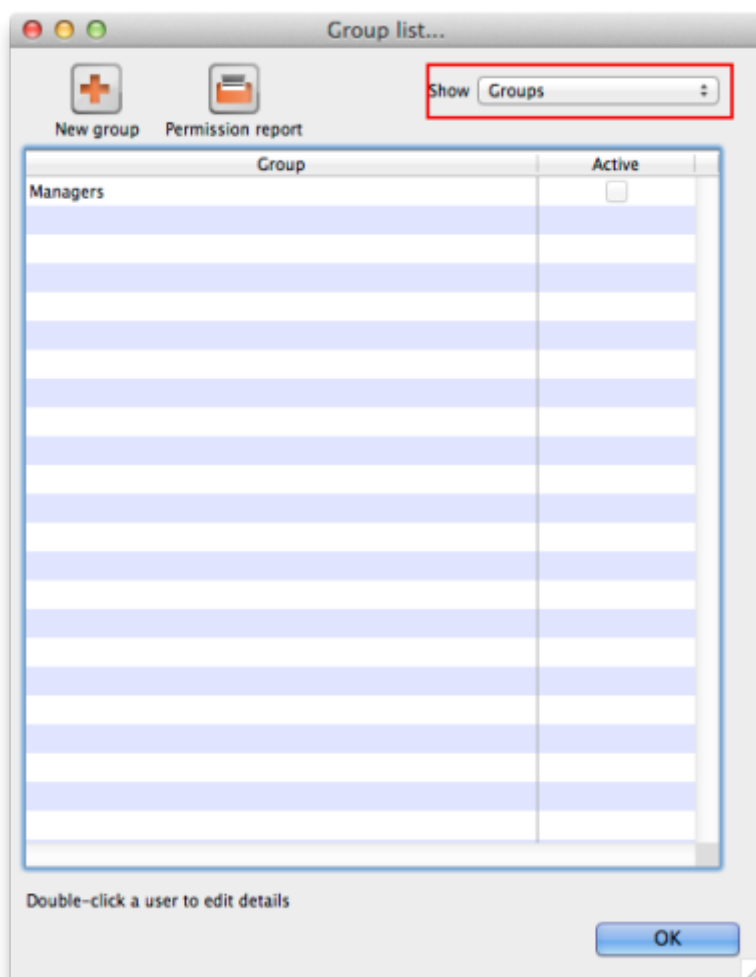 Group list...
Show Groups
New group Permission report
Group Active
Managers
Double-click a user to edit details
OK